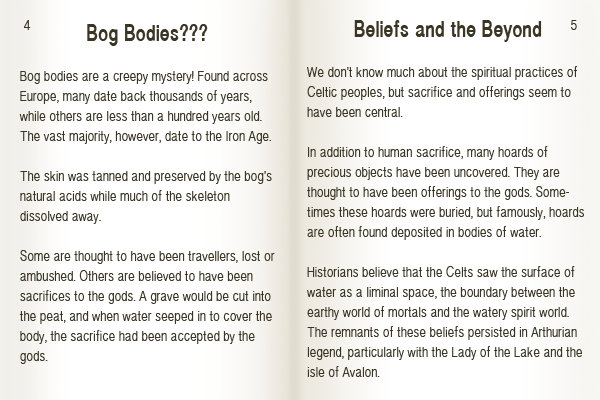 4
Bog Bodies???
Bog bodies are a creepy mystery! Found across
Europe, many date back thousands of years,
while others are less than a hundred years old.
The vast majority, however, date to the Iron Age.
The skin was tanned and preserved by the bog's
natural acids while much of the skeleton
dissolved away.
Some are thought to have been travellers, lost or
ambushed. Others are believed to have been
sacrifices to the gods. A grave would be cut into
the peat, and when water seeped in to cover the
body, the sacrifice had been accepted by the
gods.
Beliefs and the Beyond
5
We don't know much about the spiritual practices of
Celtic peoples, but sacrifice and offerings seem to
have been central.
In addition to human sacrifice, many hoards of
precious objects have been uncovered. They are
thought to have been offerings to the gods. Some-
times these hoards were buried, but famously, hoards
are often found deposited in bodies of water.
Historians believe that the Celts saw the surface of
water as a liminal space, the boundary between the
earthy world of mortals and the watery spirit world.
The remnants of these beliefs persisted in Arthurian
legend, particularly with the Lady of the Lake and the
isle of Avalon.